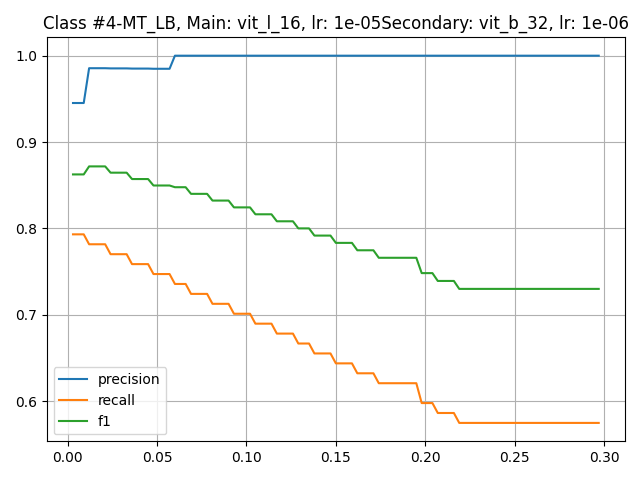 Class #4-MT_LB, Main: vit_l_16, lr: 1e-05Secondary: vit_b_32, lr: 1e-06
1.0
0.9
0.8
0.7
0.6
precision
recall
f1
0.00 0.05 0.10 0.15 0.20 0.25 0.30